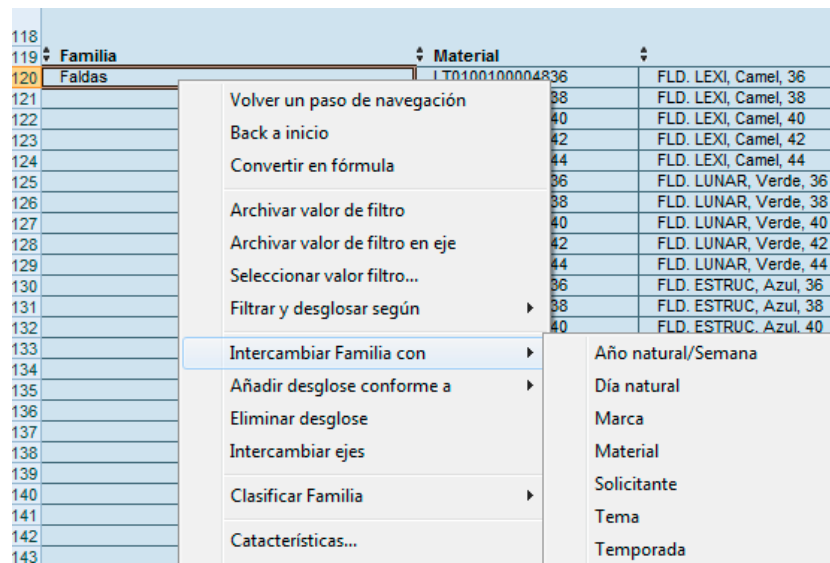 118
119 Familia Material
120 Faldas LT0100100004836 FLD. LEXI, Camel, 36
121 38 FLD. LEXI, Camel, 38
122 40 FLD. LEXI, Camel, 40
123 42 FLD. LEXI, Camel, 42
124 44 FLD. LEXI, Camel, 44
125 36 FLD. LUNAR, Verde, 36
126 38 FLD. LUNAR, Verde, 38
127 40 FLD. LUNAR, Verde, 40
128 42 FLD. LUNAR, Verde, 42
129 44 FLD. LUNAR, Verde, 44
130 36 FLD. ESTRUC, Azul, 36
131 38 FLD. ESTRUC, Azul, 38
132 40 FLD. ESTRUC, Azul, 40
133
134
135
136
137
138
139
140
141
142
143
Volver un paso de navegación
Back a inicio
Convertir en fórmula
Archivar valor de filtro
Archivar valor de filtro en eje
Seleccionar valor filtro...
Filtrar y desglosar según
Intercambiar Familia con
Añadir desglose conforme a
Eliminar desglose
Intercambiar ejes
Clasificar Familia
Catacterísticas...
Año natural/Semana
Día natural
Marca
Material
Solicitante
Tema
Temporada